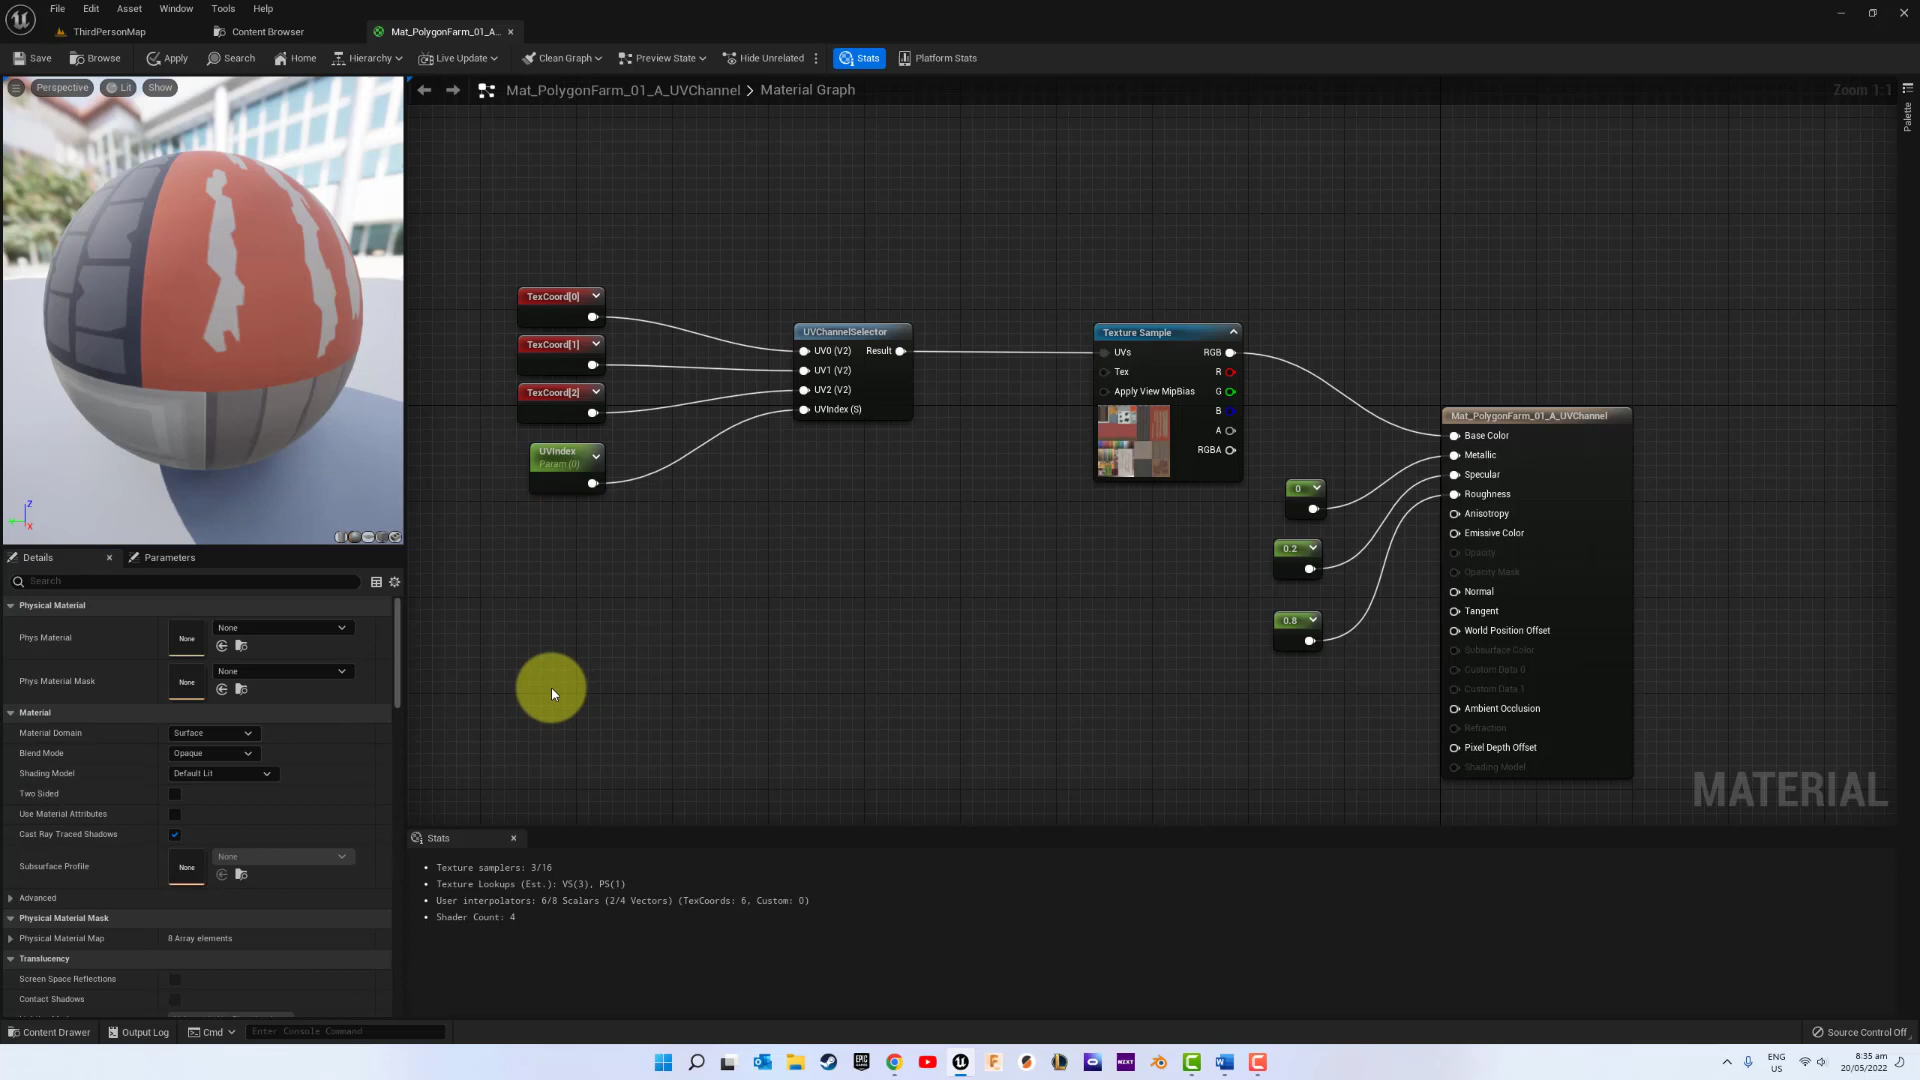 File Edit Asset Window Tools Help
ThirdPersonMap
Content Browser
Mat_PolygonFarm_01_A...
Save
Browse
Apply
Search
Home
Hierarchy
Live Update
Clean Graph
Preview State
Hide Unrelated
Stats
Platform Stats
Perspective
Lit
Show
Mat_PolygonFarm_01_A_UVChannel > Material Graph
Zoom 1:1
Palette
TexCoord[0]
TexCoord[1]
TexCoord[2]
UVIndex
Param (0)
UVChannelSelector
UV0 (V2) Result
UV1 (V2)
UV2 (V2)
UVIndex (S)
Texture Sample
UVs RGB
Tex R
Apply View MipBias G
B
A
RGBA
0
0.2
0.8
Mat_PolygonFarm_01_A_UVChannel
Base Color
Metallic
Specular
Roughness
Anisotropy
Emissive Color
Opacity
Opacity Mask
Normal
Tangent
World Position Offset
Subsurface Color
Custom Data 0
Custom Data 1
Ambient Occlusion
Refraction
Pixel Depth Offset
Shading Model
MATERIAL
Z
X
Details
Parameters
Search
Physical Material
Phys Material None None
Phys Material Mask None None
Material
Material Domain Surface
Blend Mode Opaque
Shading Model Default Lit
Two Sided
Use Material Attributes
Cast Ray Traced Shadows
Subsurface Profile None None
Advanced
Physical Material Mask
Physical Material Map 8 Array elements
Translucency
Screen Space Reflections
Contact Shadows
Stats
Texture samplers: 3/16
Texture Lookups (Est.): VS(3), PS(1)
User interpolators: 6/8 Scalars (2/4 Vectors) (TexCoords: 6, Custom: 0)
Shader Count: 4
Content Drawer
Output Log
Cmd
Enter Console Command
Source Control Off
EPIC
NZXT
ENG
US
8:35 am
20/05/2022